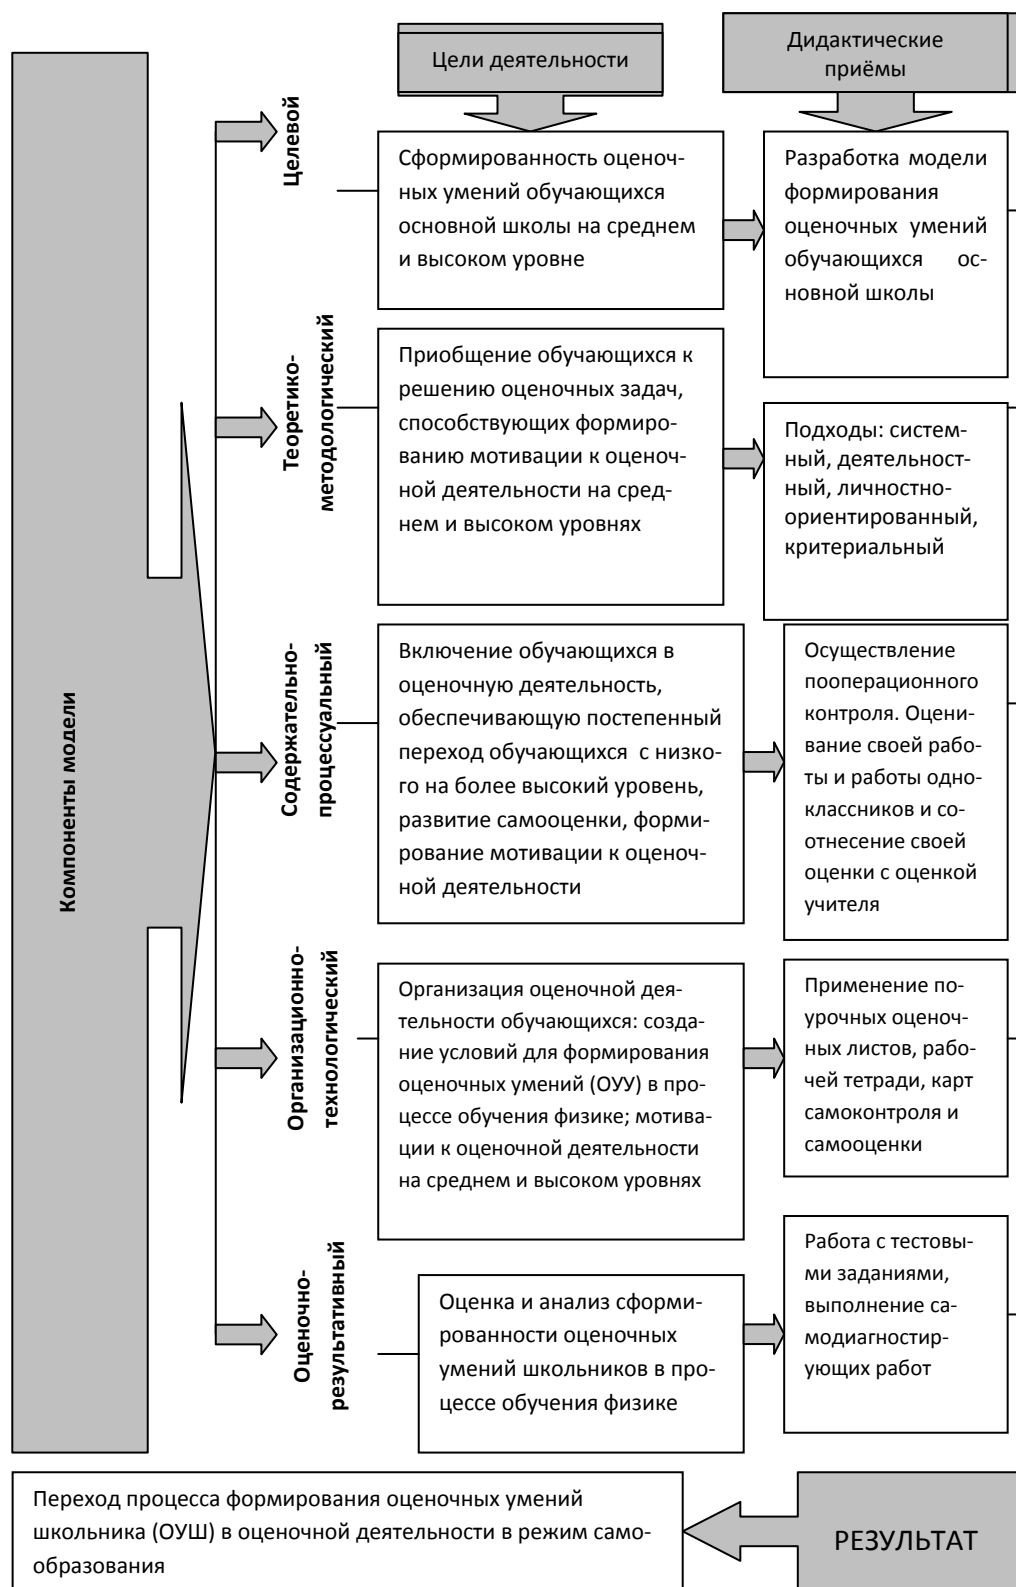 Цели деятельности
Дидактические
приёмы
Компоненты модели
Целевой
Сформированность оценоч-
ных умений обучающихся
основной школы на среднем
и высоком уровне
Разработка модели
формирования
оценочных умений
обучающихся ос-
новной школы
Теоретико-
методологический
Приобщение обучающихся к
решению оценочных задач,
способствующих формиро-
ванию мотивации к оценоч-
ной деятельности на сред-
нем и высоком уровнях
Подходы: систем-
ный, деятельност-
ный, личностно-
ориентированный,
критериальный
Содержательно-
процессуальный
Включение обучающихся в
оценочную деятельность,
обеспечивающую постепенный
переход обучающихся с низко-
го на более высокий уровень,
развитие самооценки, форми-
рование мотивации к оценоч-
ной деятельности
Осуществление
пооперационного
контроля. Оцени-
вание своей рабо-
ты и работы одно-
классников и со-
отнесение своей
оценки с оценкой
учителя
Организационно-
технологический
Организация оценочной дея-
тельности обучающихся: созда-
ние условий для формирования
оценочных умений (ОУУ) в про-
цессе обучения физике; мотива-
ции к оценочной деятельности
на среднем и высоком уровнях
Применение по-
урочных оценоч-
ных листов, рабо-
чей тетради, карт
самоконтроля и
самооценки
Оценочно-
результативный
Оценка и анализ сформи-
рованности оценочных
умений школьников в про-
цессе обучения физике
Работа с тестовы-
ми заданиями,
выполнение са-
модиагностир-
ующих работ
Переход процесса формирования оценочных умений
школьника (ОУШ) в оценочной деятельности в режим само-
образования
РЕЗУЛЬТАТ